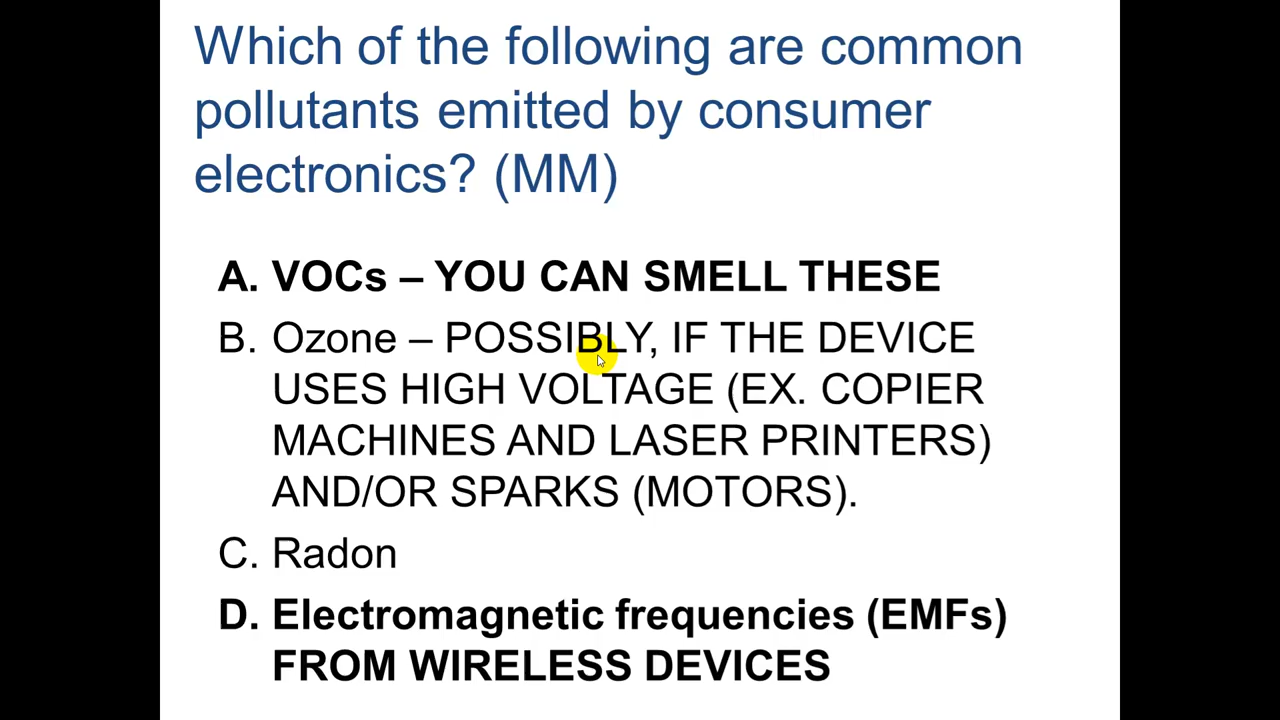 Which of the following are common
pollutants emitted by consumer
electronics? (MM)
A. VOCs – YOU CAN SMELL THESE
B. Ozone – POSSIBLY, IF THE DEVICE
USES HIGH VOLTAGE (EX. COPIER
MACHINES AND LASER PRINTERS)
AND/OR SPARKS (MOTORS).
C. Radon
D. Electromagnetic frequencies (EMFs)
FROM WIRELESS DEVICES